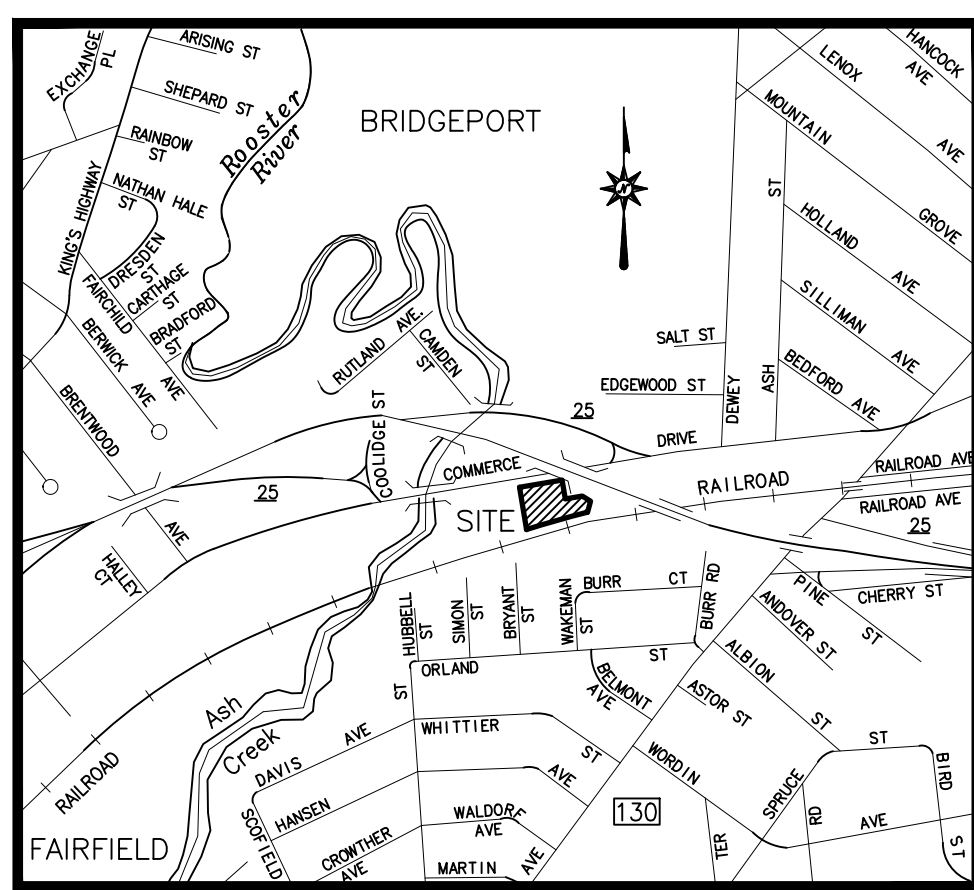 EXCHANGE
PL
ARISING ST
SHEPARD ST
RAINBOW
ST
NATHAN HALE
ST
KING'S HIGHWAY
Rooster
River
BRIDGEPORT
N
LENOX
AVE
HANCOCK
AVE
MOUNTAIN
GROVE
ST
HOLLAND
AVE
SILLIMAN
AVE
BEDFORD
AVE
ASH
SALT ST
EDGEWOOD ST
DEWEY
DRESDEN
ST
CARTHAGE
ST
BRADFORD
ST
FAIRCHILD
AVE
BERWICK
AVE
BRENTWOOD
AVE
RUTLAND AVE.
CAMDEN
ST
COOLIDGE ST
25
COMMERCE
DRIVE
25
SITE
RAILROAD
RAILROAD AVE
RAILROAD AVE
25
HALLEY
CT
HUBBELL
ST
SIMON
ST
BRYANT
ST
WAKEMAN
ST
BURR CT
BURR RD
PINE
ST
CHERRY ST
ANDOVER ST
ALBION
ST
ASTOR ST
ORLAND
ST
ST
BELMONT
AVE
WHITTIER
ST
Ash
Creek
DAVIS AVE
HANSEN
AVE
SCOFIELD
CROWTHER
AVE
WALDORF
AVE
MARTIN
AVE
WORDIN
AVE
130
SPRUCE
ST
BIRD
ST
TER
RD
RAILROAD
FAIRFIELD